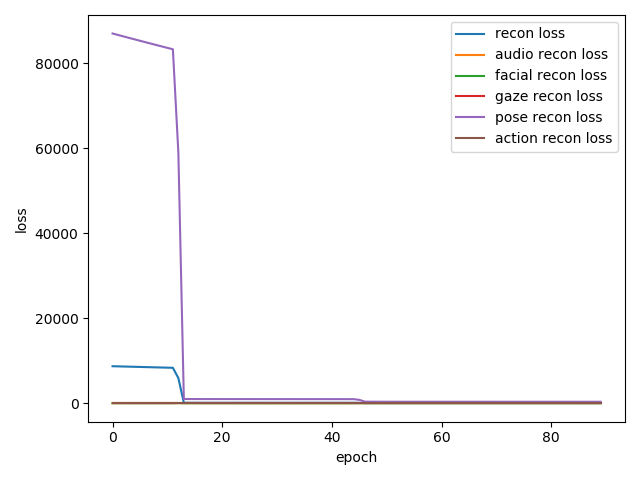 recon loss
audio recon loss
facial recon loss
gaze recon loss
pose recon loss
action recon loss
80000
60000
40000
20000
0
loss
0 20 40 60 80
epoch